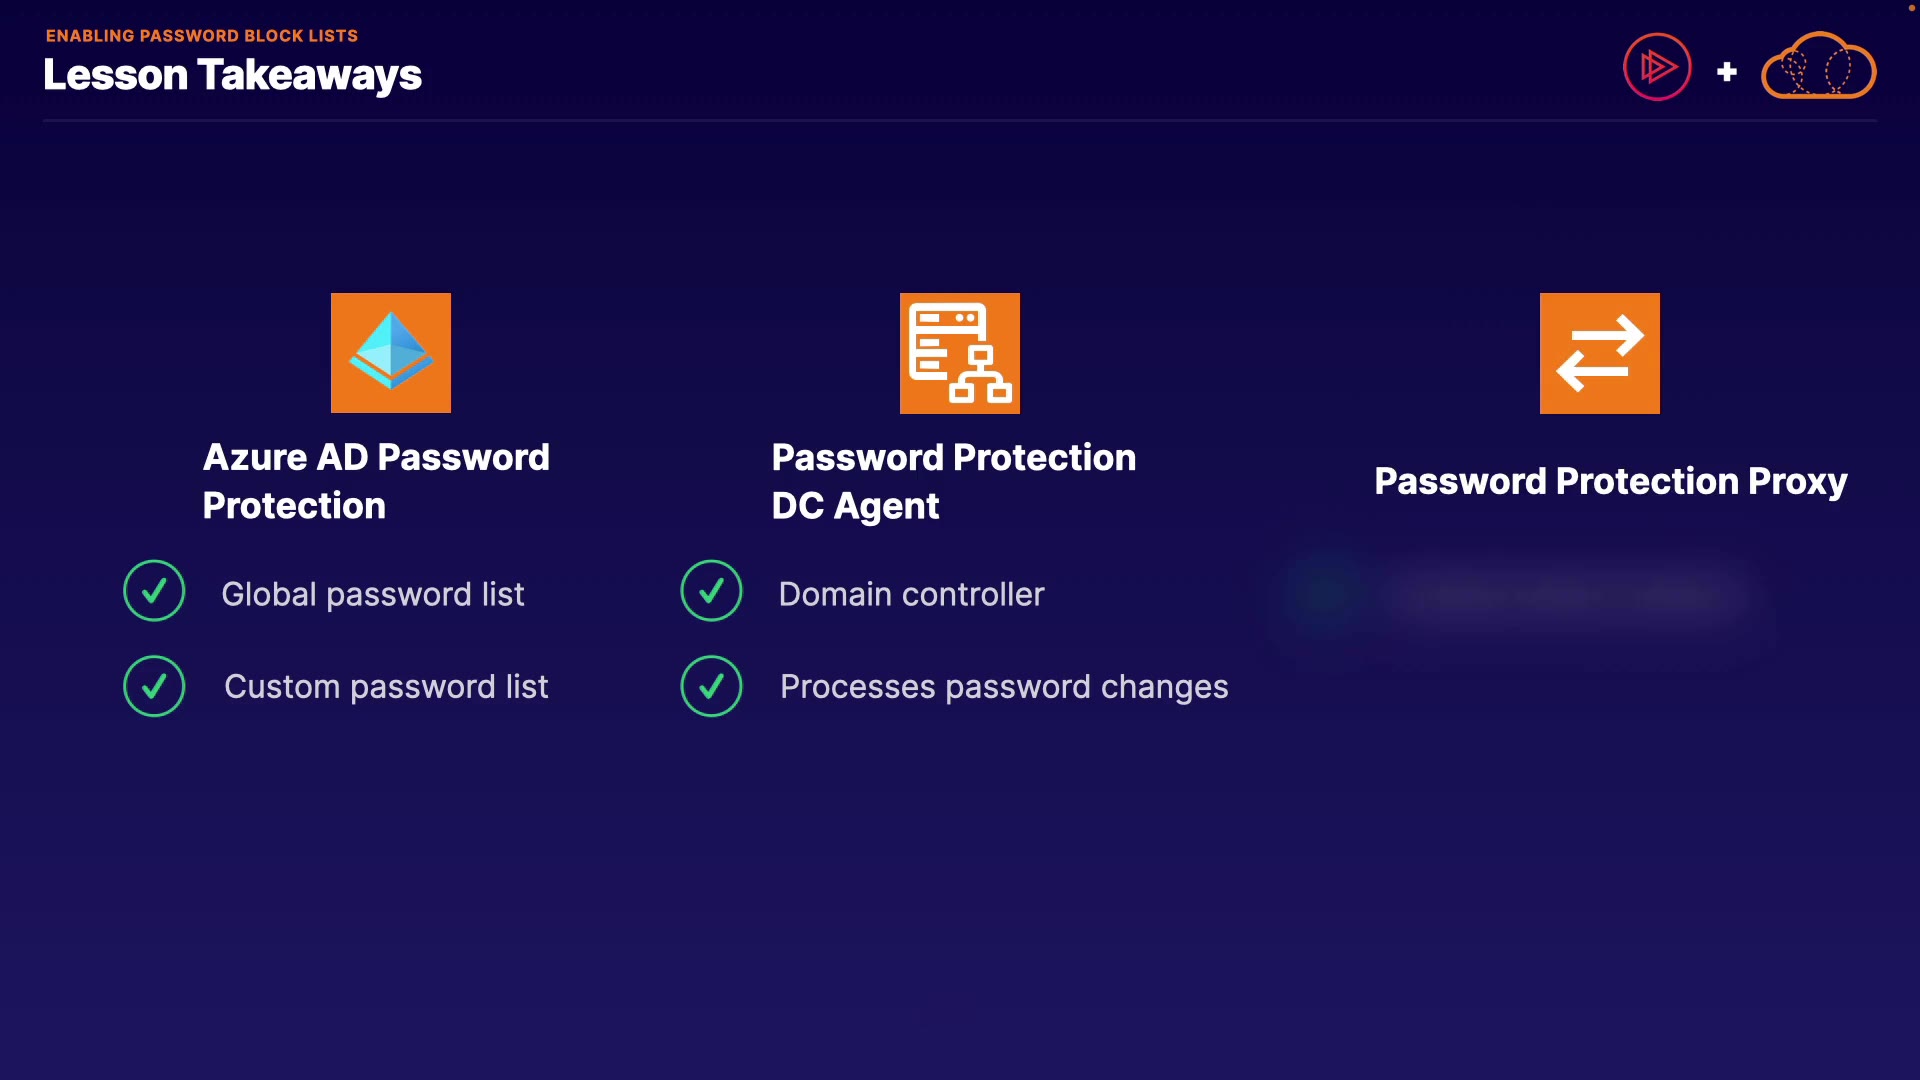 ENABLING PASSWORD BLOCK LISTS
Lesson Takeaways
Azure AD Password
Protection
Global password list
Custom password list
Password Protection
DC Agent
Domain controller
Processes password changes
Password Protection Proxy